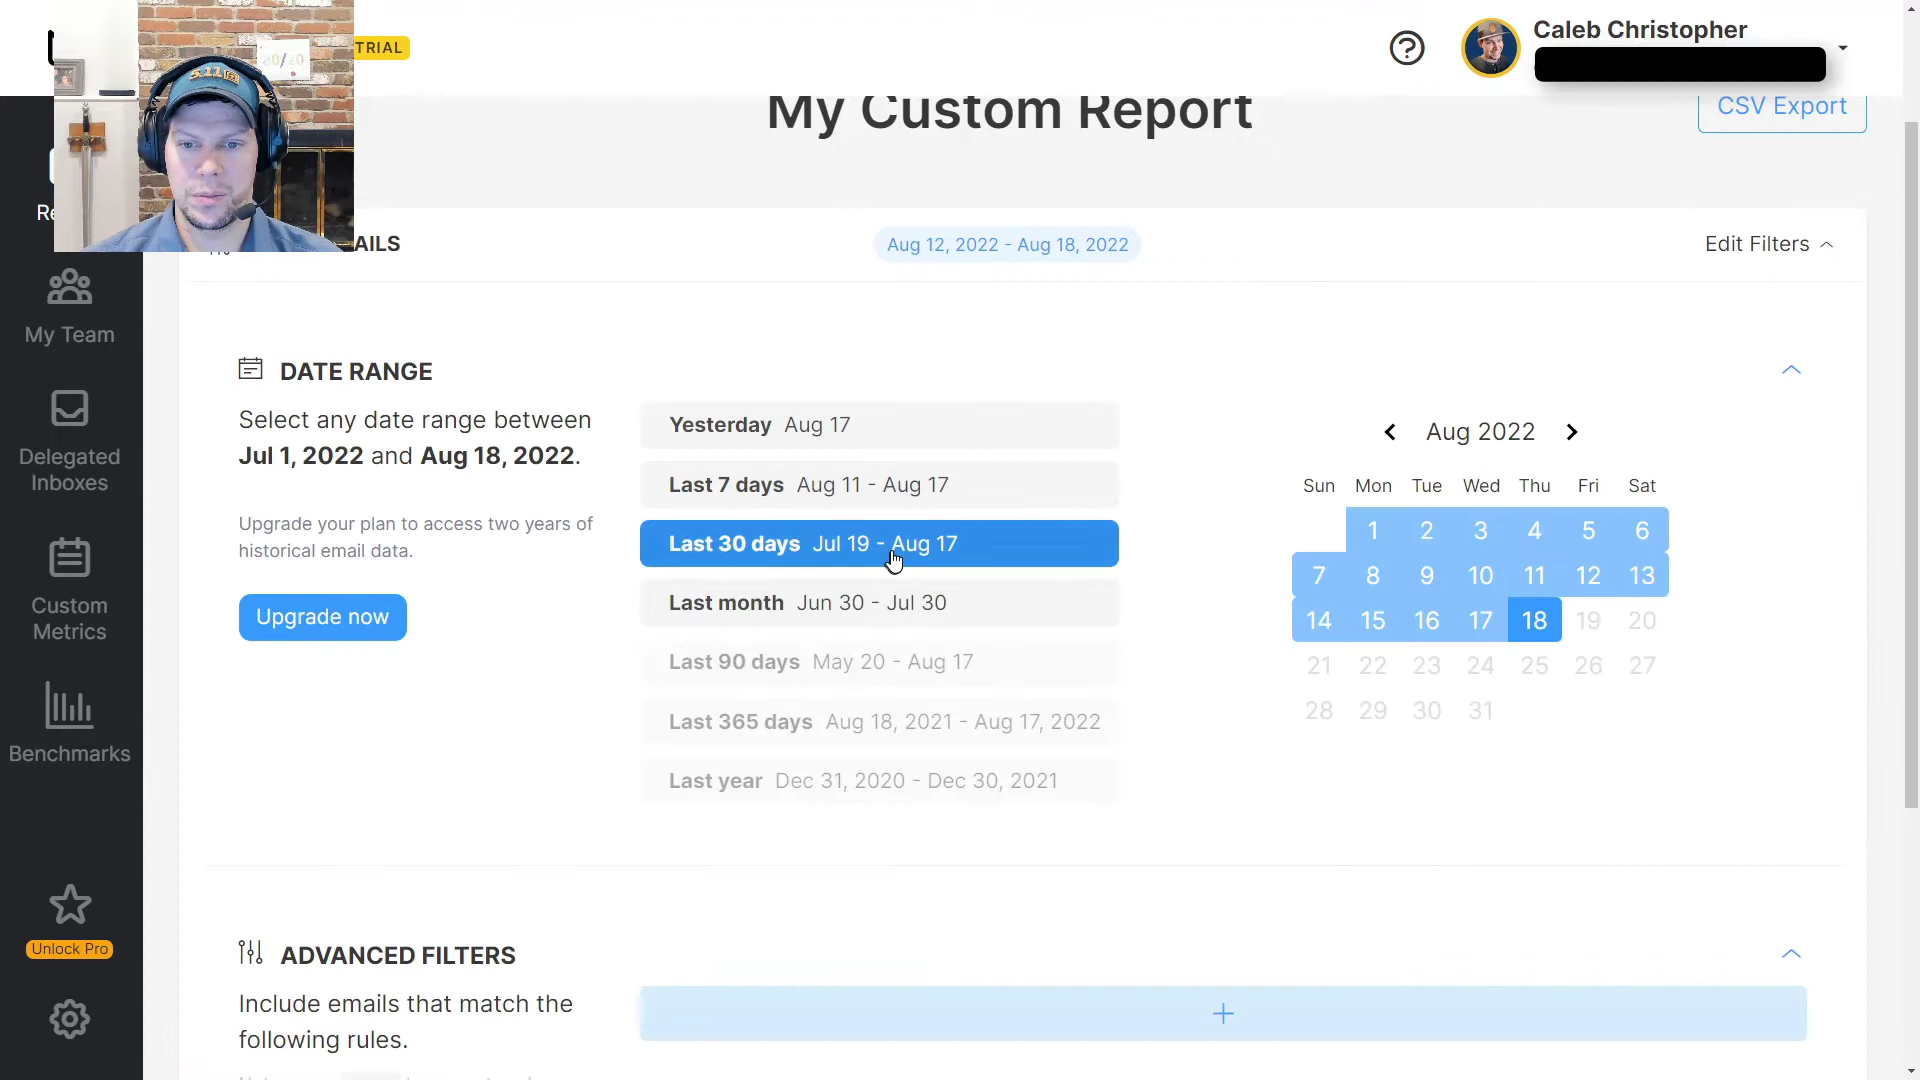 TRIAL
Caleb Christopher
My Custom Report
CSV Export
AILS
Aug 12, 2022 - Aug 18, 2022
Edit Filters
My Team
Delegated
Inboxes
Custom
Metrics
Benchmarks
Unlock Pro
DATE RANGE
Select any date range between
Jul 1, 2022 and Aug 18, 2022.
Upgrade your plan to access two years of
historical email data.
Upgrade now
Yesterday Aug 17
Last 7 days Aug 11 - Aug 17
Last 30 days Jul 19 - Aug 17
Last month Jun 30 - Jul 30
Last 90 days May 20 - Aug 17
Last 365 days Aug 18, 2021 - Aug 17, 2022
Last year Dec 31, 2020 - Dec 30, 2021
Aug 2022
Sun Mon Tue Wed Thu Fri Sat
1 2 3 4 5 6
7 8 9 10 11 12 13
14 15 16 17 18 19 20
21 22 23 24 25 26 27
28 29 30 31
ADVANCED FILTERS
Include emails that match the
following rules.